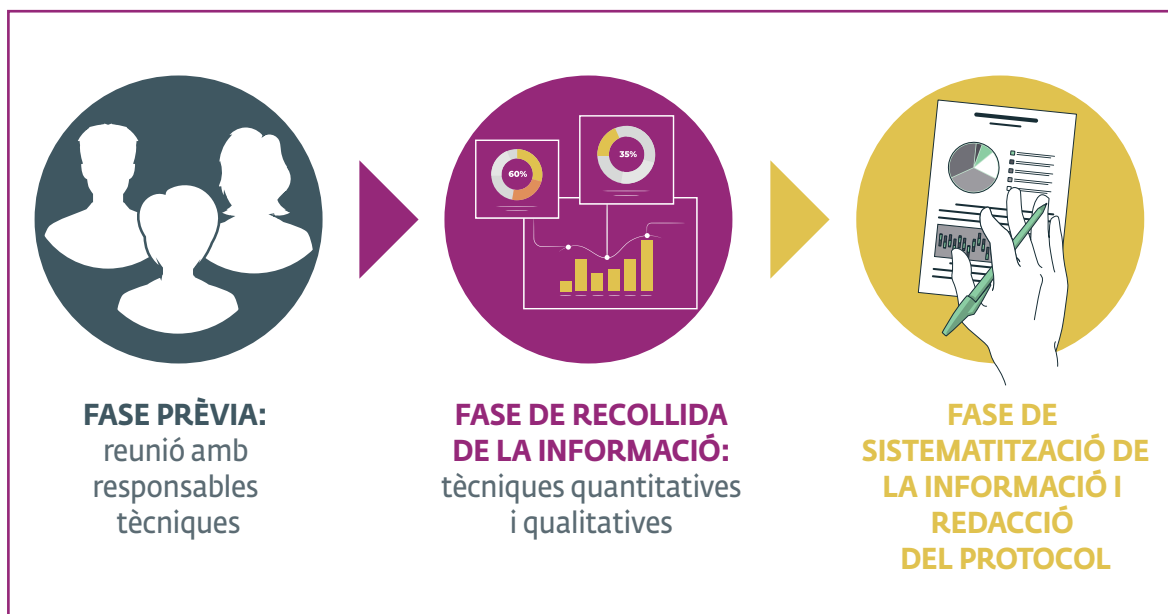 60%
35%
FASE PRÈVIA:
reunió amb
responsables
tècniques
FASE DE RECOLLIDA
DE LA INFORMACIÓ:
tècniques quantitatives
i qualitatives
FASE DE
SISTEMATITZACIÓ DE
LA INFORMACIÓ I
REDACCIÓ
DEL PROTOCOL